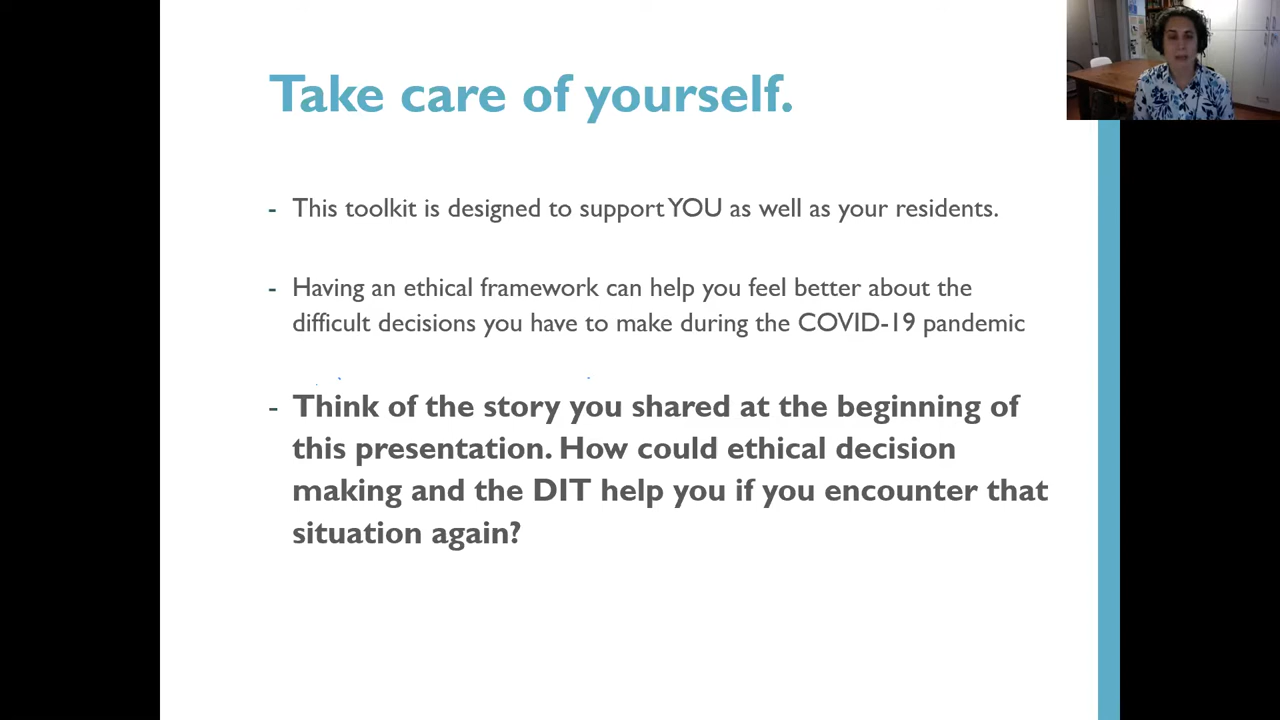 Take care of yourself.
- This toolkit is designed to support YOU as well as your residents.
- Having an ethical framework can help you feel better about the
difficult decisions you have to make during the COVID-19 pandemic
- Think of the story you shared at the beginning of
this presentation. How could ethical decision
making and the DIT help you if you encounter that
situation again?